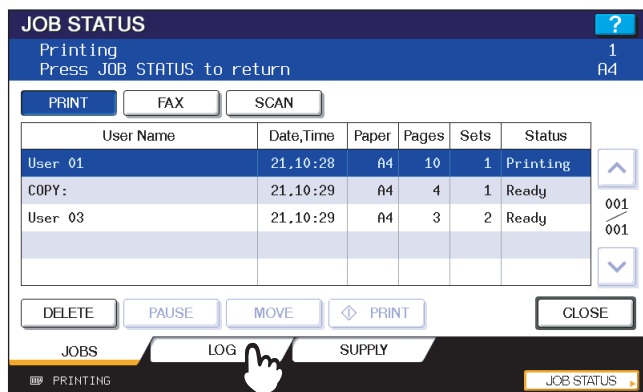 JOB STATUS ?
Printing 1
Press JOB STATUS to return A4
PRINT FAX SCAN
User Name Date,Time Paper Pages Sets Status
User 01 21,10:28 A4 10 1 Printing
COPY: 21,10:29 A4 4 1 Ready
User 03 21,10:29 A4 3 2 Ready
001
001
DELETE PAUSE MOVE PRINT CLOSE
JOBS LOG SUPPLY
PRINTING JOB STATUS